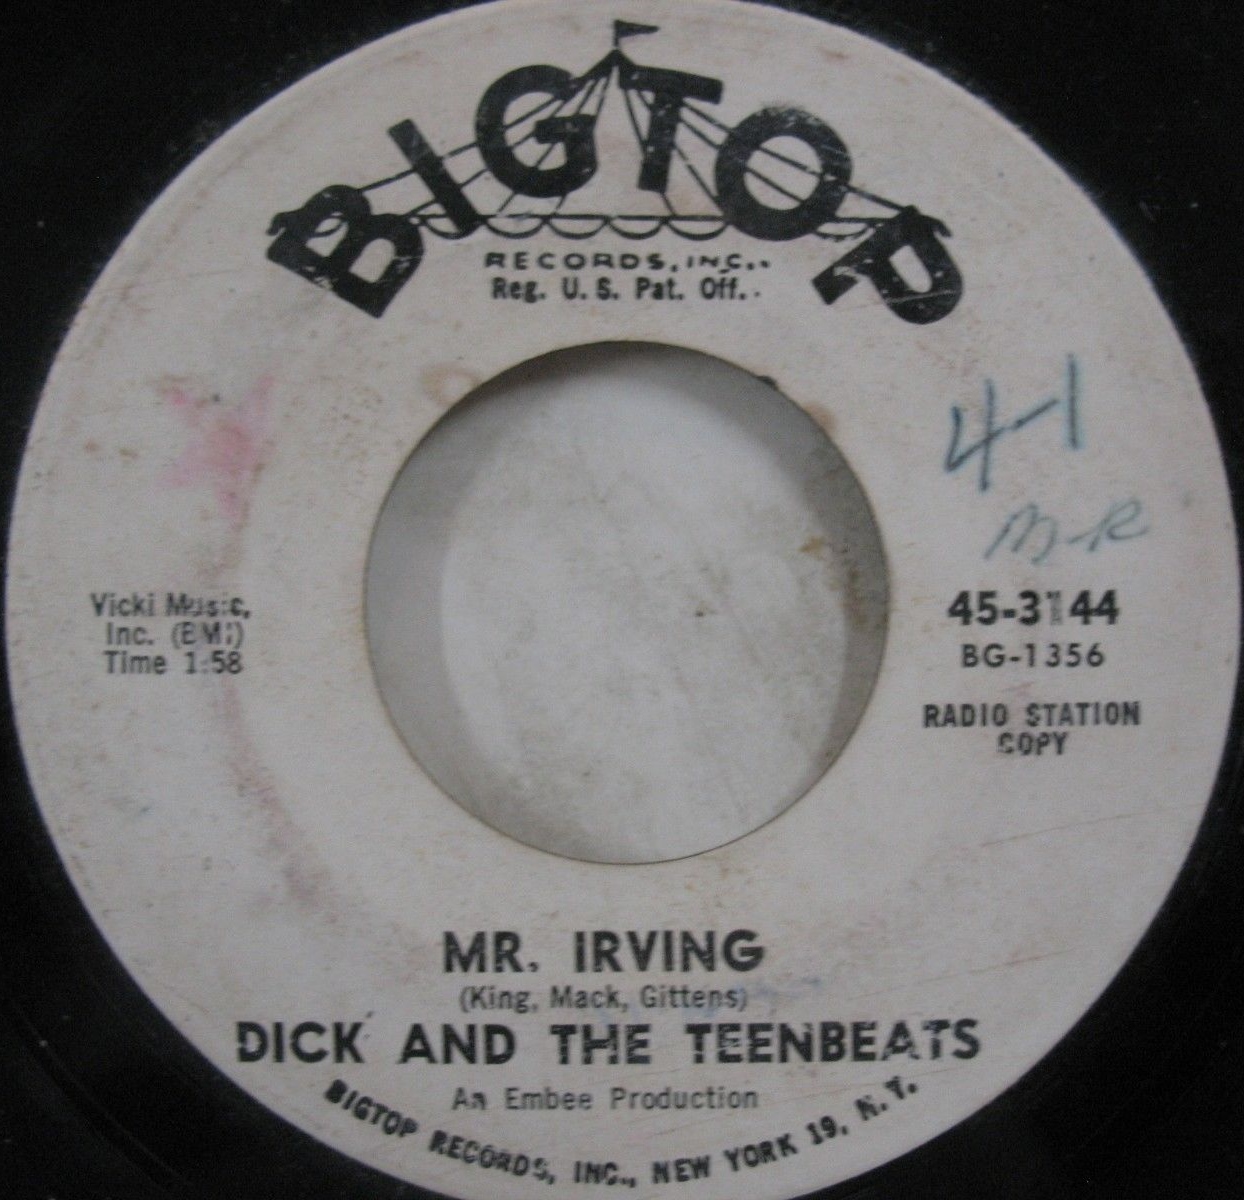 BIGTOP
RECORDS, INC.
Reg. U. S. Pat. Off.
4-1
Vicki Music,
Inc. (BMI)
Time 1:58
45-3144
BG-1356
RADIO STATION
COPY
MR. IRVING
(King, Mack, Gittens)
DICK AND THE TEENBEATS
An Embee Production
BIGTOP RECORDS, INC., NEW YORK 19, N. Y.